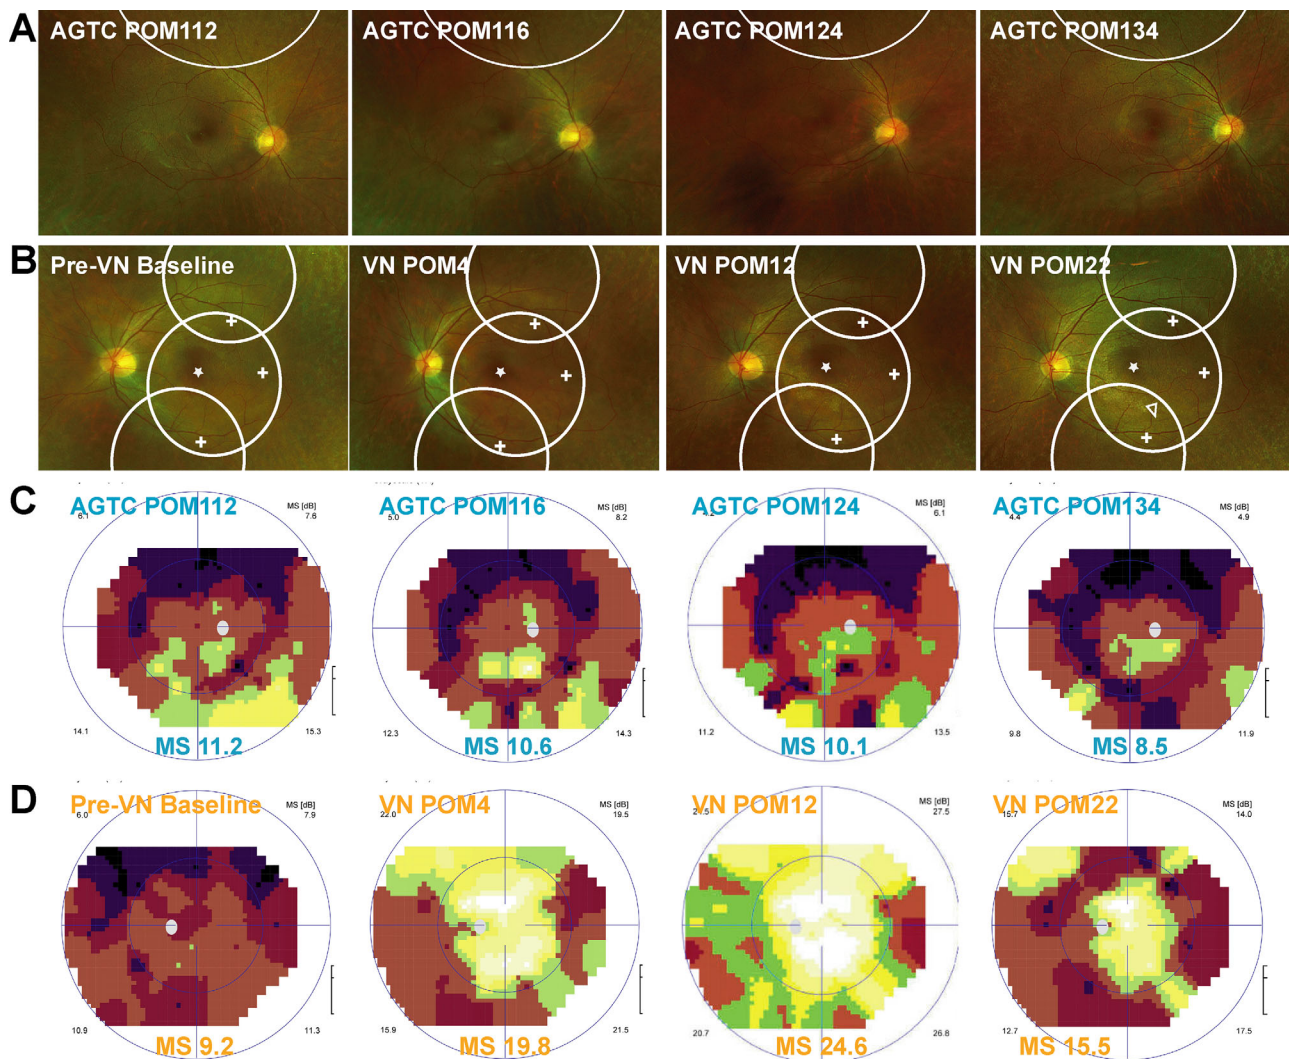 A
AGTC POM112
AGTC POM116
AGTC POM124
AGTC POM134
B
Pre-VN Baseline
VN POM4
VN POM12
VN POM22
C
AGTC POM112
6.1
MS [dB]
7.6
14.1
15.3
MS 11.2
AGTC POM116
5.0
MS [dB]
8.2
12.3
14.3
MS 10.6
AGTC POM124
MS [dB]
6.1
11.2
13.5
MS 10.1
AGTC POM134
4.4
MS [dB]
4.9
9.8
11.9
MS 8.5
D
Pre-VN Baseline
6.0
MS [dB]
7.9
10.9
11.3
MS 9.2
VN POM4
22.0
MS [dB]
19.5
15.9
21.5
MS 19.8
VN POM12
MS [dB]
27.5
20.7
26.8
MS 24.6
VN POM22
MS [dB]
14.0
12.7
17.5
MS 15.5